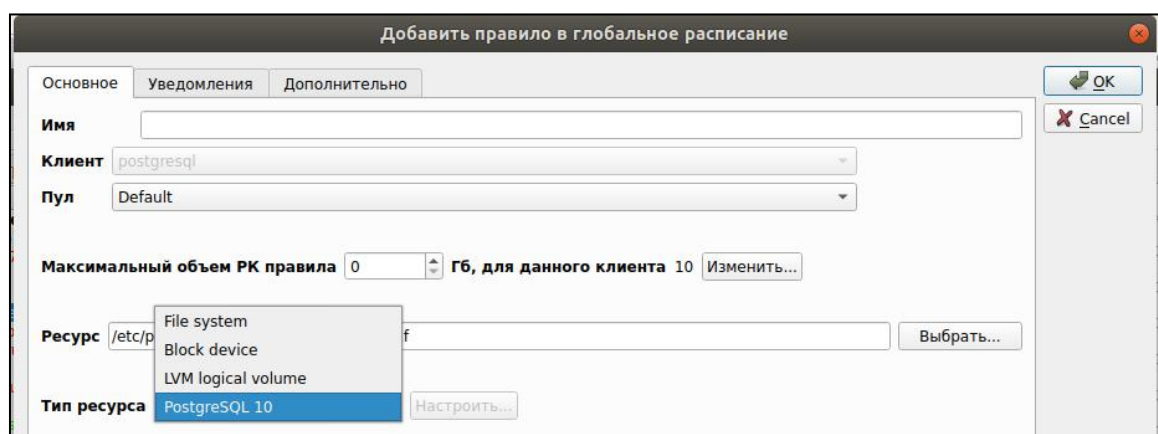 Добавить правило в глобальное расписание
Основное Уведомления Дополнительно
OK
Имя
Cancel
Клиент postgresql
Пул Default
Максимальный объем РК правила 0 Гб, для данного клиента 10 Изменить...
File system
Ресурс /etc/p f Выбрать...
Block device
LVM logical volume
Тип ресурса PostgreSQL 10 Настроить...